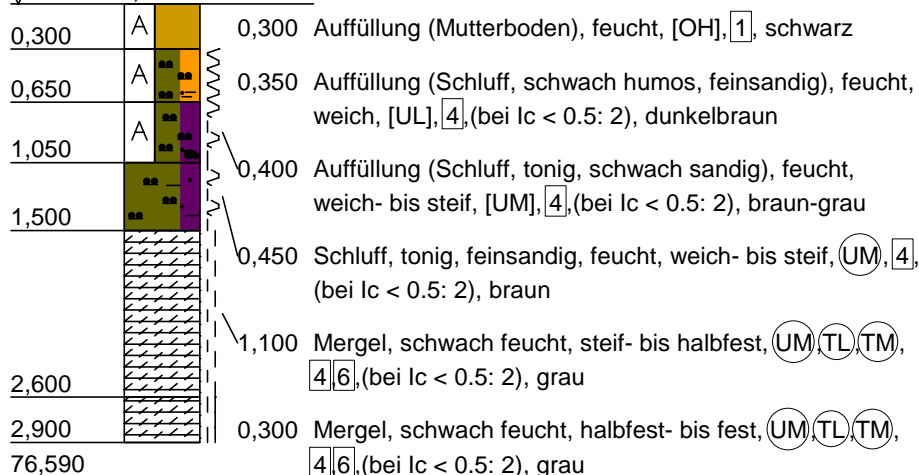 0,300 A 0,300 Auffüllung (Mutterboden), feucht, [OH], 1, schwarz
0,650 A 0,350 Auffüllung (Schluff, schwach humos, feinsandig), feucht,
weich, [UL], 4,(bei Ic < 0.5: 2), dunkelbraun
1,050 A 0,400 Auffüllung (Schluff, tonig, schwach sandig), feucht,
weich- bis steif, [UM], 4,(bei Ic < 0.5: 2), braun-grau
1,500 0,450 Schluff, tonig, feinsandig, feucht, weich- bis steif, UM, 4,
(bei Ic < 0.5: 2), braun
2,600 1,100 Mergel, schwach feucht, steif- bis halbfest, UM,TL,TM,
4,6,(bei Ic < 0.5: 2), grau
2,900 0,300 Mergel, schwach feucht, halbfest- bis fest, UM,TL,TM,
76,590 4,6,(bei Ic < 0.5: 2), grau